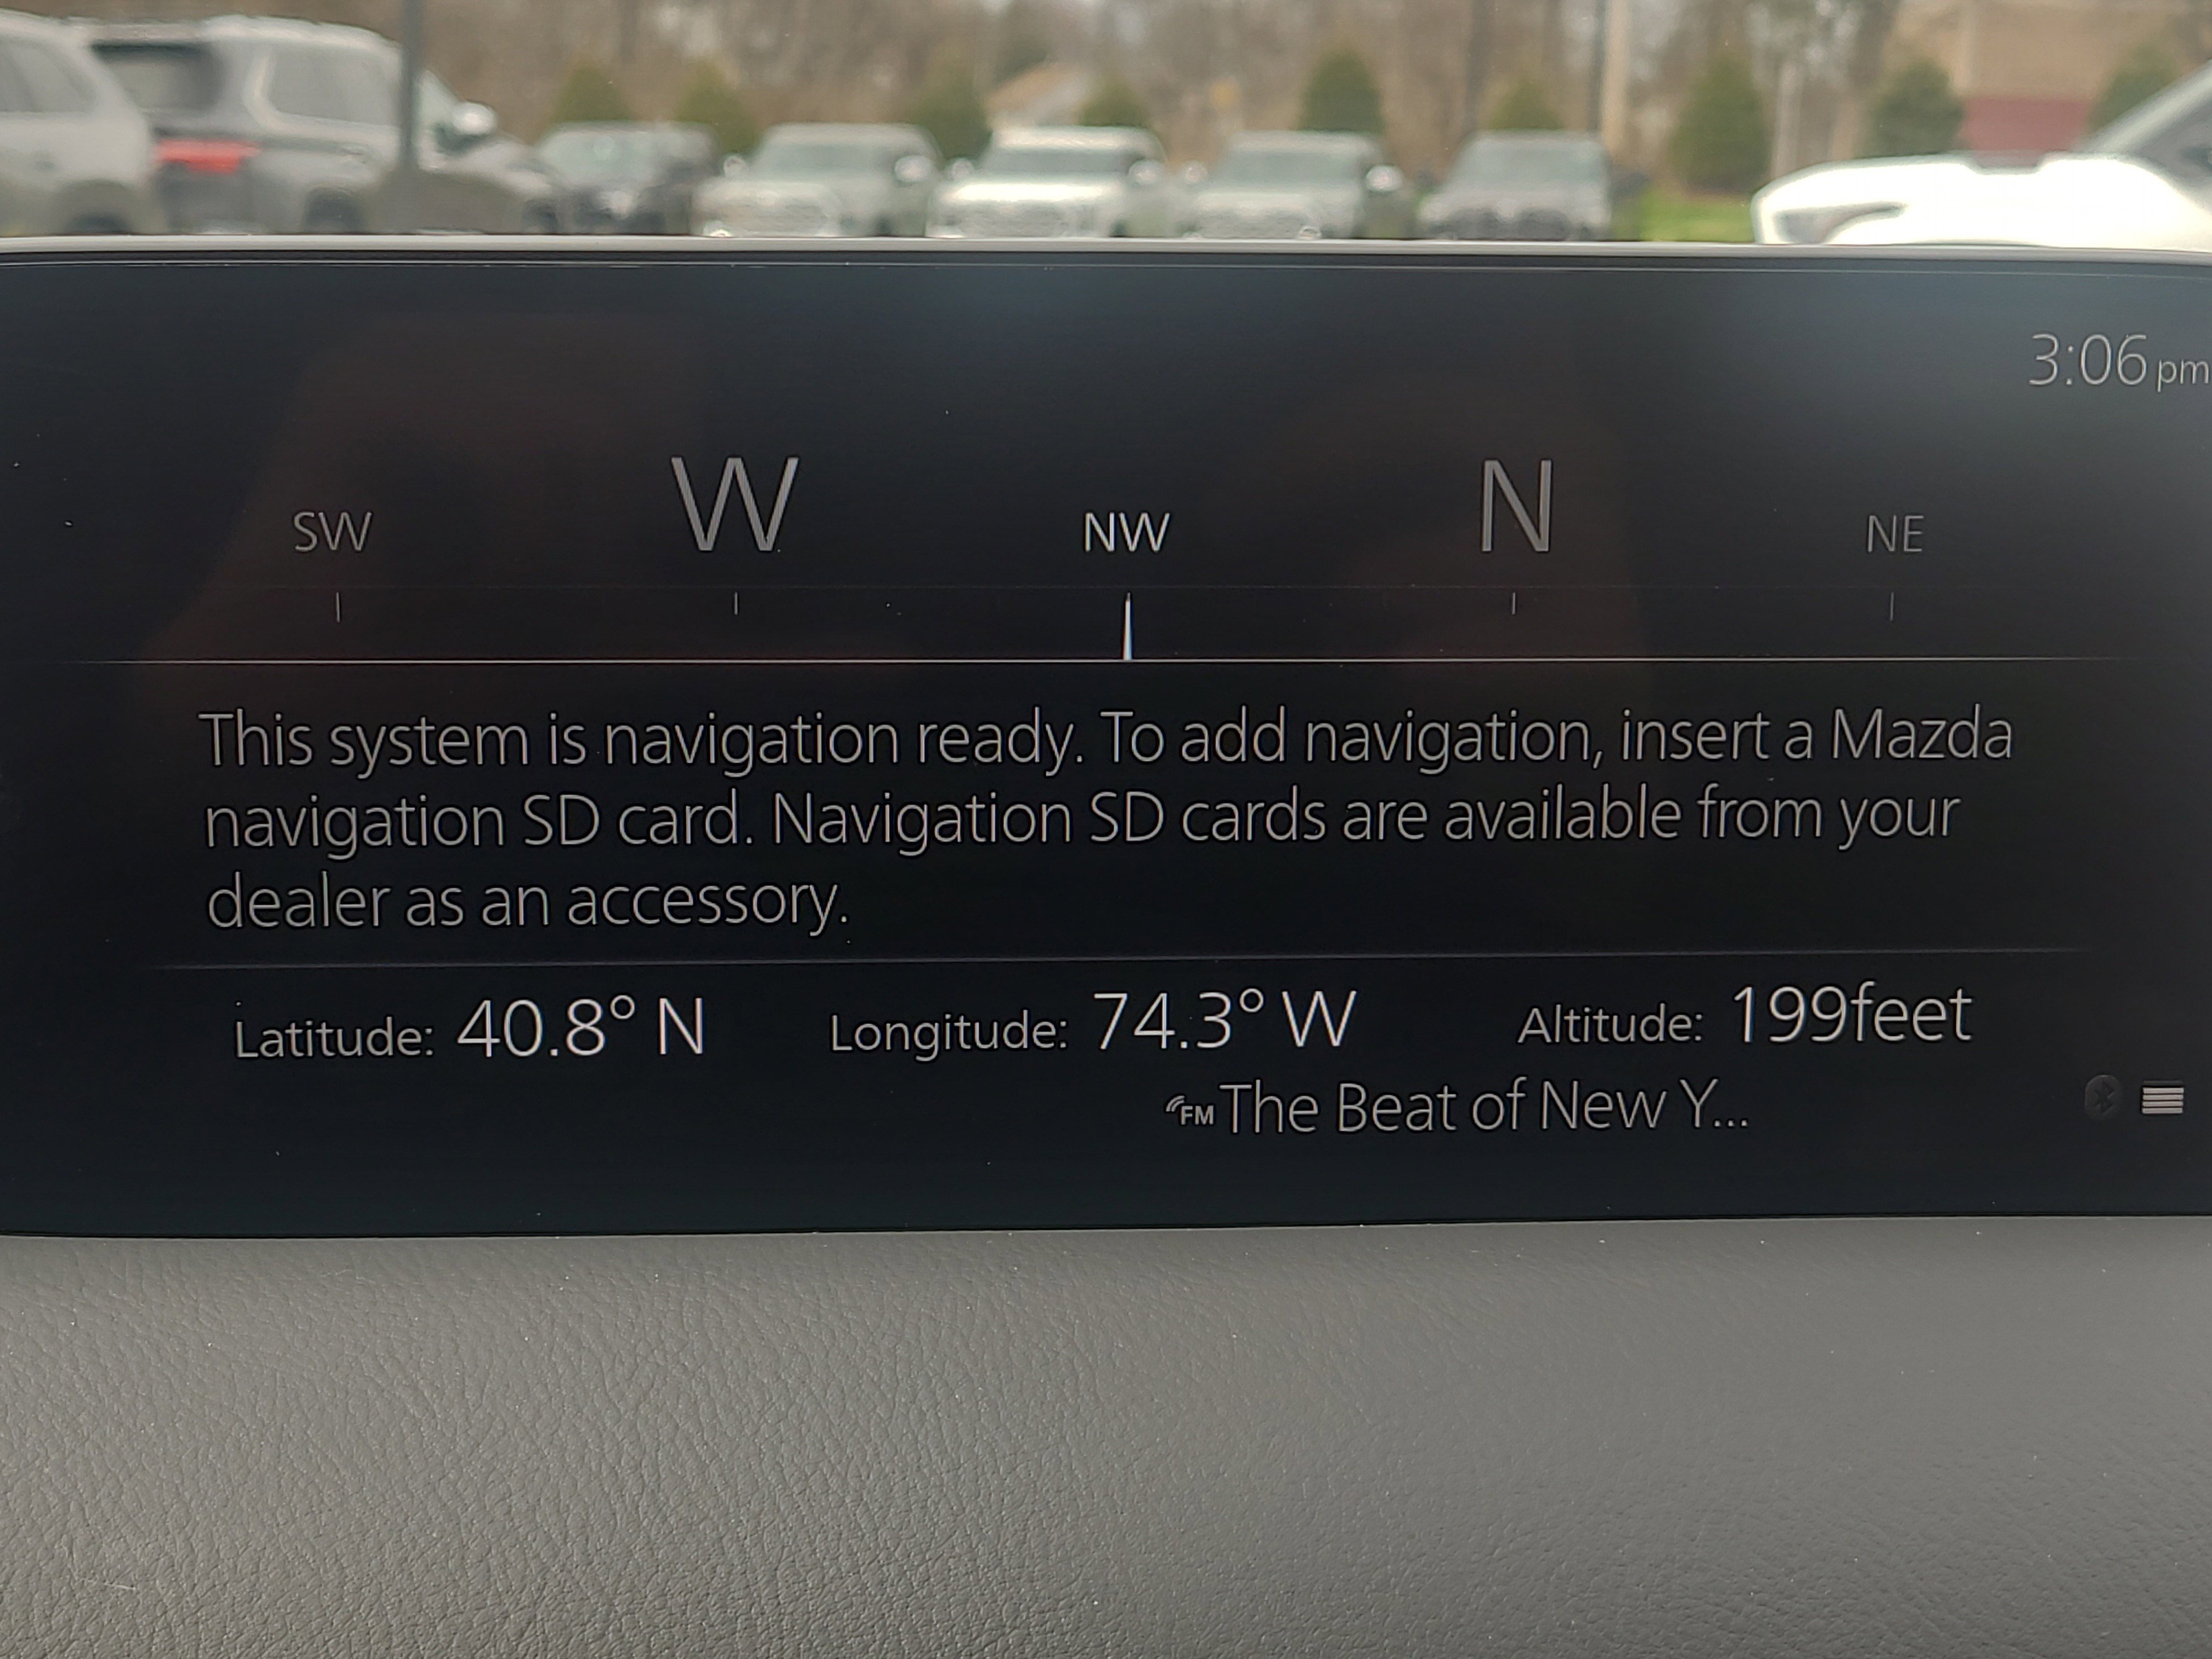 3:06 pm
SW W NW N NE
This system is navigation ready. To add navigation, insert a Mazda
navigation SD card. Navigation SD cards are available from your
dealer as an accessory.
Latitude: 40.8° N Longitude: 74.3° W Altitude: 199feet
FM The Beat of New Y...